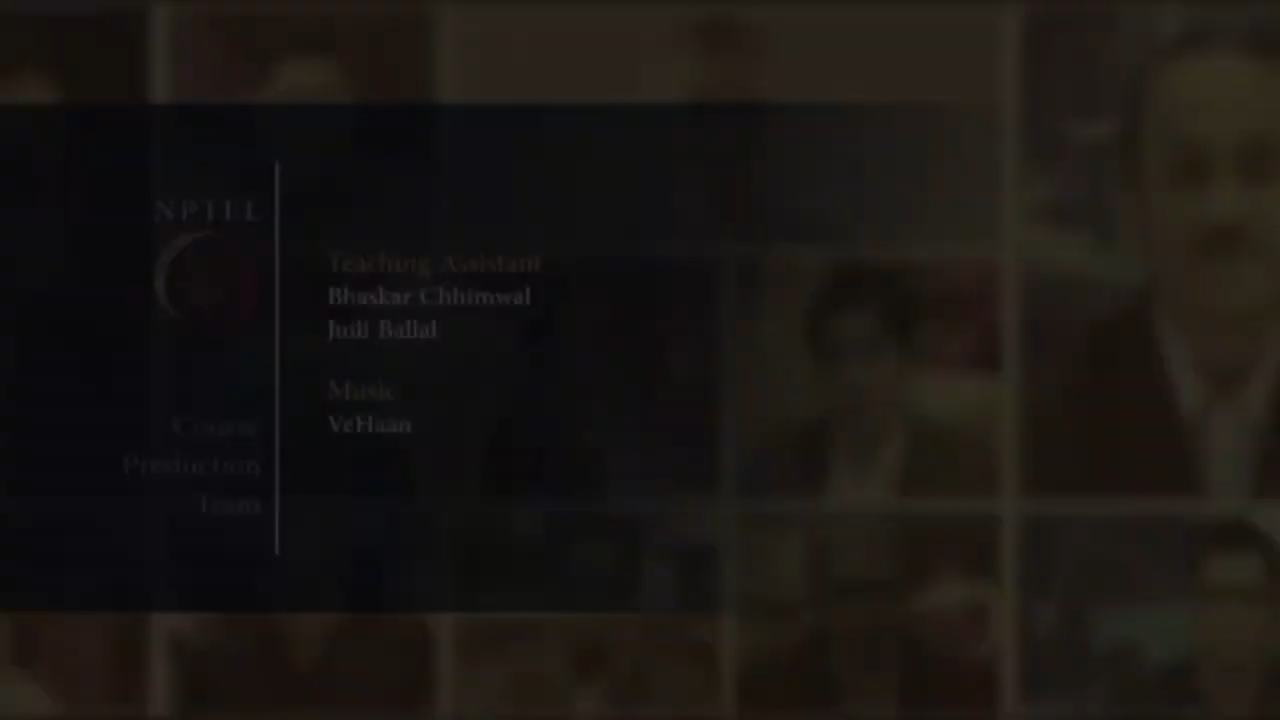 NPTEL
Course
Production
Team
Teaching Assistant
Bhaskar Chhimwal
Juili Ballal
Music
VeHaan